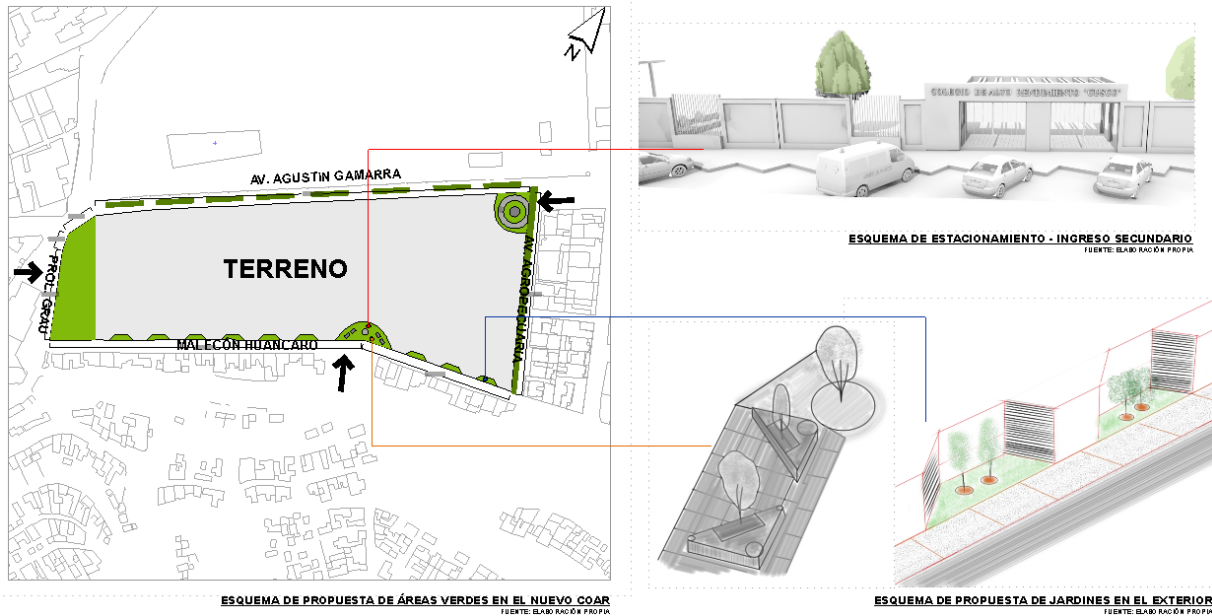 N
AV. AGUSTIN GAMARRA
TERRENO
PROL. GRAU
AV. AGROPECUARIA
MALECÓN HUANCARO
ESQUEMA DE PROPUESTA DE ÁREAS VERDES EN EL NUEVO COAR
FUENTE: ELABORACIÓN PROPIA
COLEGIO DE ALTO RENDIMIENTO "CUSCO"
ESQUEMA DE ESTACIONAMIENTO - INGRESO SECUNDARIO
FUENTE: ELABORACIÓN PROPIA
ESQUEMA DE PROPUESTA DE JARDINES EN EL EXTERIOR
FUENTE: ELABORACIÓN PROPIA